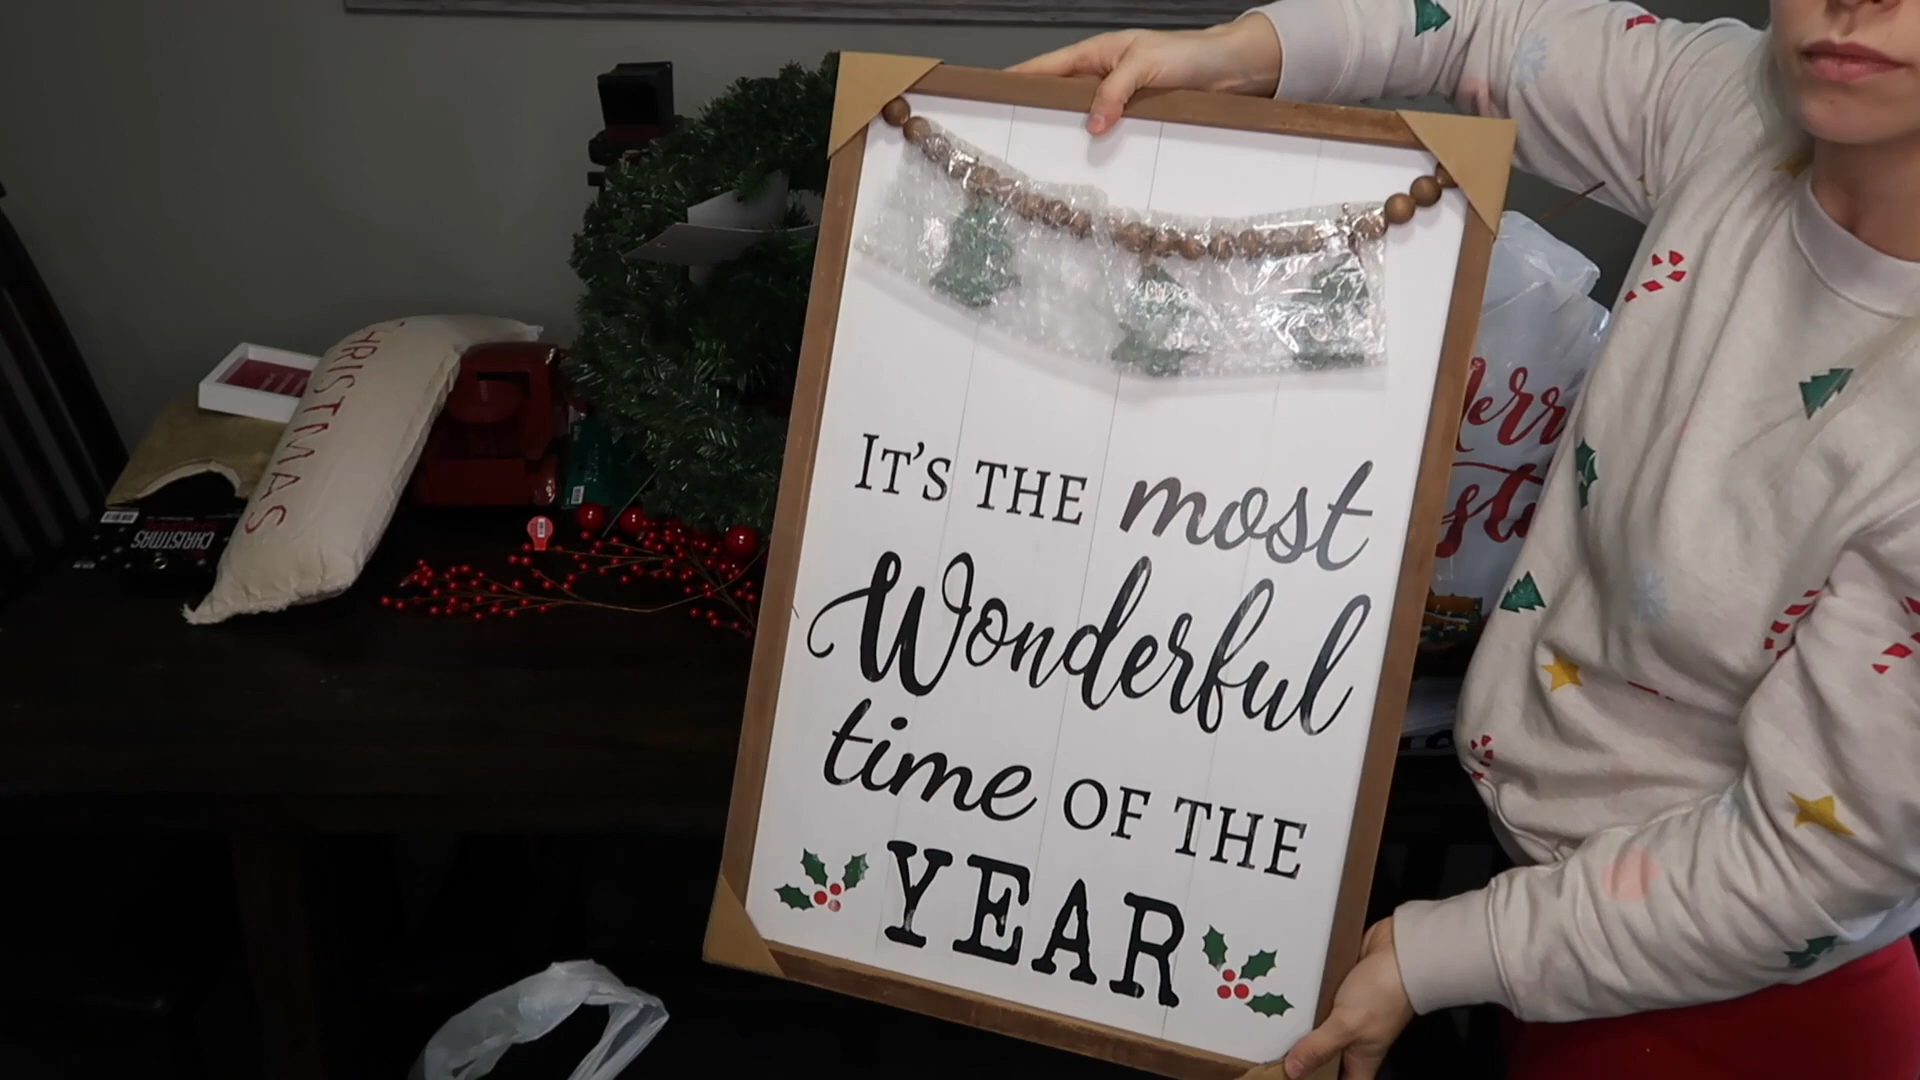 IT'S THE most
Wonderful
time OF THE
YEAR
CHRISTMAS
CHRISTMAS